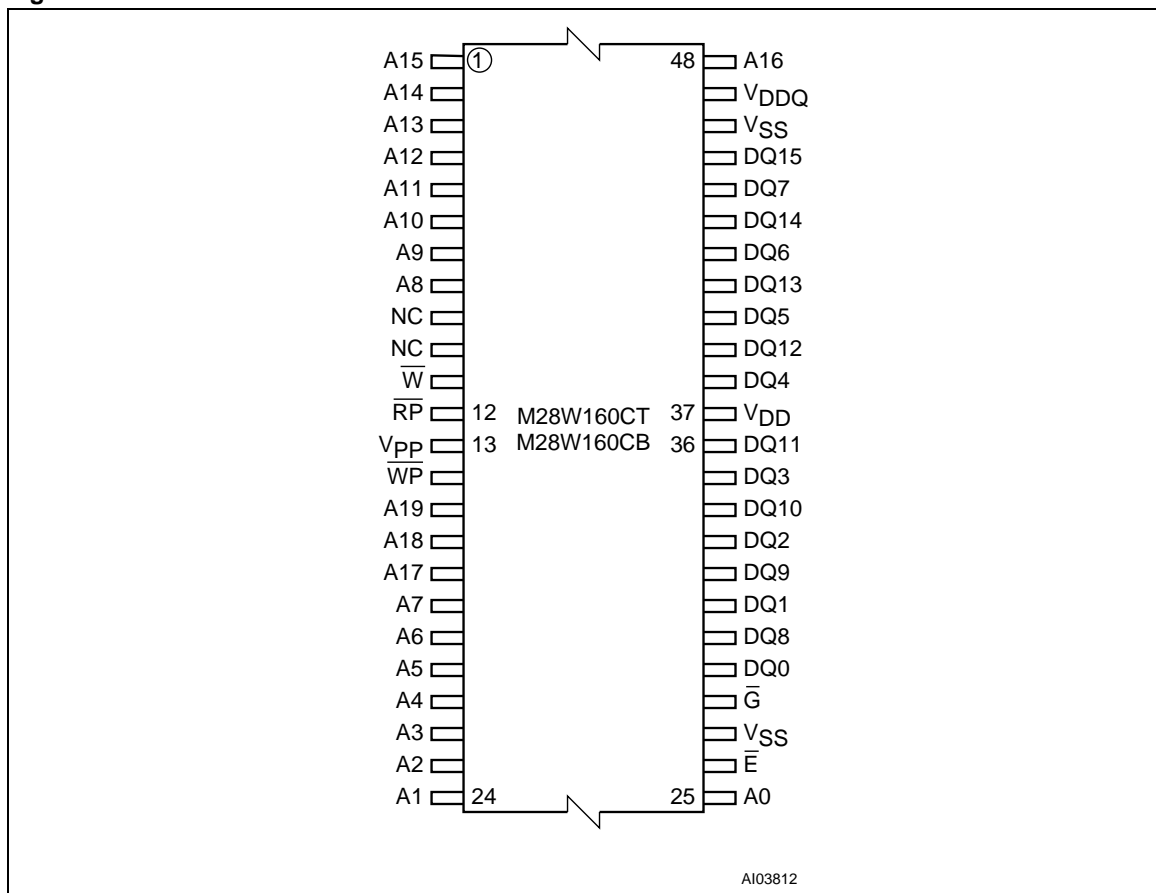 A15 1 48 A16
A14 VDDQ
A13 VSS
A12 DQ15
A11 DQ7
A10 DQ14
A9 DQ6
A8 DQ13
NC DQ5
NC DQ12
W̅ DQ4
R̅P̅ 12 M28W160CT 37 VDD
VPP 13 M28W160CB 36 DQ11
W̅P̅ DQ3
A19 DQ10
A18 DQ2
A17 DQ9
A7 DQ1
A6 DQ8
A5 DQ0
A4 G̅
A3 VSS
A2 E̅
A1 24 25 A0
AI03812